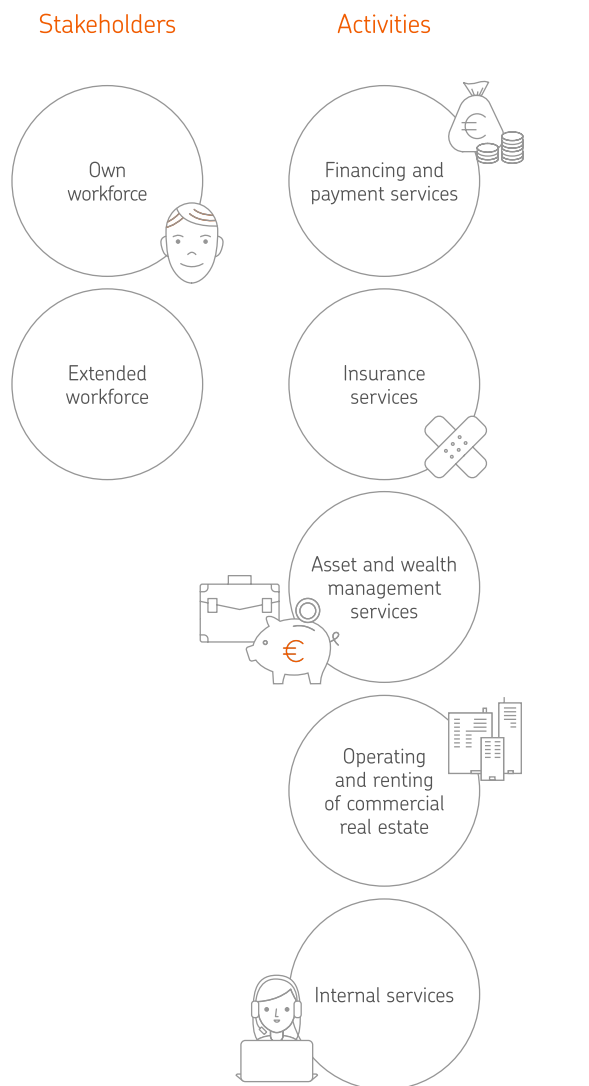 Stakeholders
Activities
Own
workforce
Financing and
payment services
€
Extended
workforce
Insurance
services
Asset and wealth
management
services
€
Operating
and renting
of commercial
real estate
Internal services